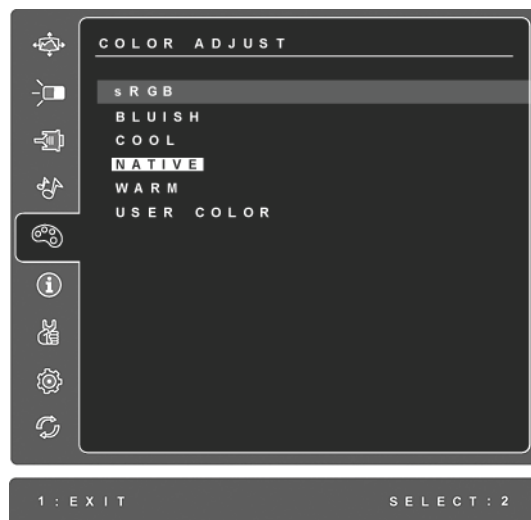 COLOR ADJUST
sRGB
BLUISH
COOL
NATIVE
WARM
USER COLOR
1:EXIT SELECT:2